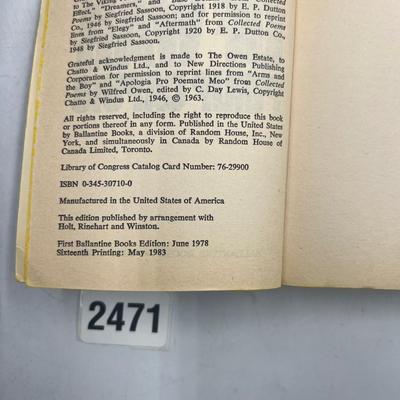 to The Viking
Effect," "Dreamers," and
Poems by Siegfried Sassoon, Copyright 1918 by E. P. Dutton
Co., 1946 by Siegfried Sassoon; and for permission to reprint
lines from "Elegy" and "Aftermath" from Collected Poems
by Siegfried Sassoon, Copyright 1920 by E. P. Dutton Co.,
1948 by Siegfried Sassoon.
Grateful acknowledgment is made to The Owen Estate, to
Chatto & Windus Ltd., and to New Directions Publishing
Corporation for permission to reprint lines from "Arms and
the Boy" and "Apologia Pro Poemate Meo" from Collected
Poems by Wilfred Owen, edited by C. Day Lewis, Copyright
Chatto & Windus Ltd., 1946, © 1963.
All rights reserved, including the right to reproduce this book
or portions thereof in any form. Published in the United States
by Ballantine Books, a division of Random House, Inc., New
York, and simultaneously in Canada by Random House of
Canada Limited, Toronto.
Library of Congress Catalog Card Number: 76-29900
ISBN 0-345-30710-0
Manufactured in the United States of America
This edition published by arrangement with
Holt, Rinehart and Winston.
First Ballantine Books Edition: June 1978
Sixteenth Printing: May 1983
2471